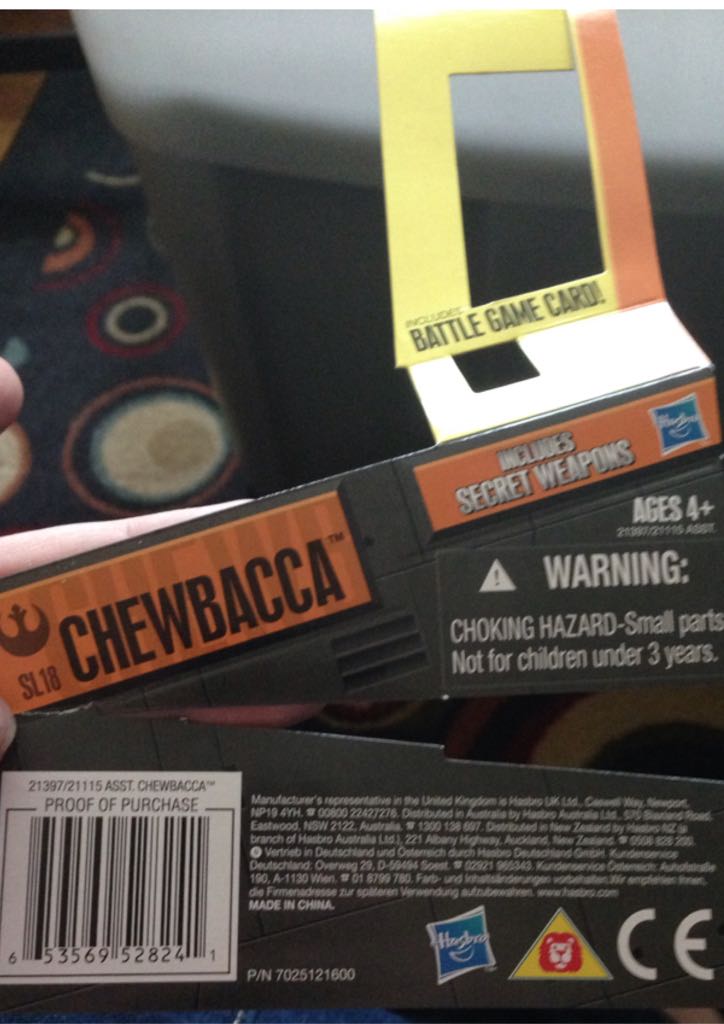 INCLUDES
BATTLE GAME CARD!
INCLUDES
SECRET WEAPONS
Hasbro
AGES 4+
21397/21115 ASST.
CHEWBACCA™
SL18
WARNING:
CHOKING HAZARD-Small parts
Not for children under 3 years.
21397/21115 ASST. CHEWBACCA™
PROOF OF PURCHASE
6 53569 52824 1
Manufacturer's representative in the United Kingdom is Hasbro UK Ltd., Caswell Way, Newport,
NP19 4YH. ☎ 00800 22427276. Distributed in Australia by Hasbro Australia Ltd., 570 Blaxland Road,
Eastwood, NSW 2122, Australia. ☎ 1300 138 697. Distributed in New Zealand by Hasbro NZ (a
branch of Hasbro Australia Ltd.), 221 Albany Highway, Auckland, New Zealand. ☎ 0508 828 200.
Vertrieb in Deutschland und Österreich durch Hasbro Deutschland GmbH. Kundenservice
Deutschland: Overweg 29, D-59494 Soest. ☎ 02921 965343. Kundenservice Österreich:
190, A-1130 Wien. ☎ 01 8799 780. Farb- und Inhaltsänderungen vorbehalten. Wir empfehlen Ihnen,
die Firmenadresse zur späteren Verwendung aufzubewahren. www.hasbro.com
MADE IN CHINA.
P/N 7025121600
Hasbro
CE